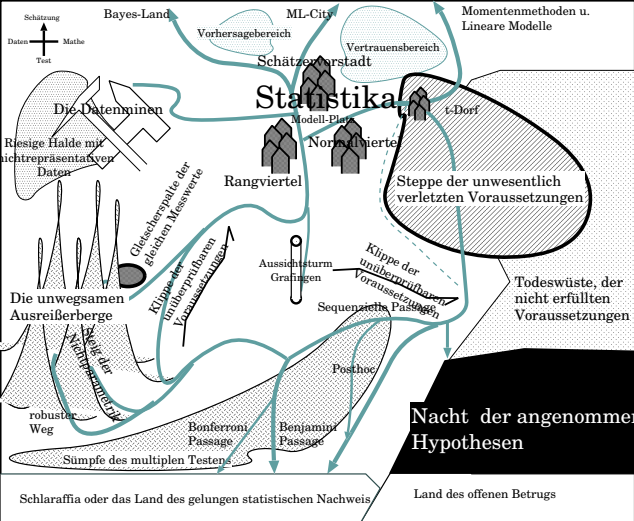 Bayes-Land
ML-City
Momentenmethoden u.
Lineare Modelle
Schätzung
Daten
Mathe
Test
Vorhersagebereich
Vertrauensbereich
Schätzervorstadt
Statistika
Die Datenminen
t-Dorf
Modell-Platz
Normalviertel
Riesige Halde mit
nichtrepräsentativen
Daten
Rangviertel
Steppe der unwesentlich
verletzten Voraussetzungen
Gletscherspalte der
gleichen Messwerte
Klippe der
unüberprüfbaren
Voraussetzungen
Aussichtsturm
Grafingen
Klippe der
unüberprüfbaren
Voraussetzungen
Todeswüste, der
nicht erfüllten
Voraussetzungen
Die unwegsamen
Ausreißerberge
Sequenzielle Passage
Steig der
Nichtparametrik
Posthoc
robuster
Weg
Bonferroni
Passage
Benjamini
Passage
Nacht der angenommen
Hypothesen
Sümpfe des multiplen Testens
Schlaraffia oder das Land des gelungen statistischen Nachweis
Land des offenen Betrugs